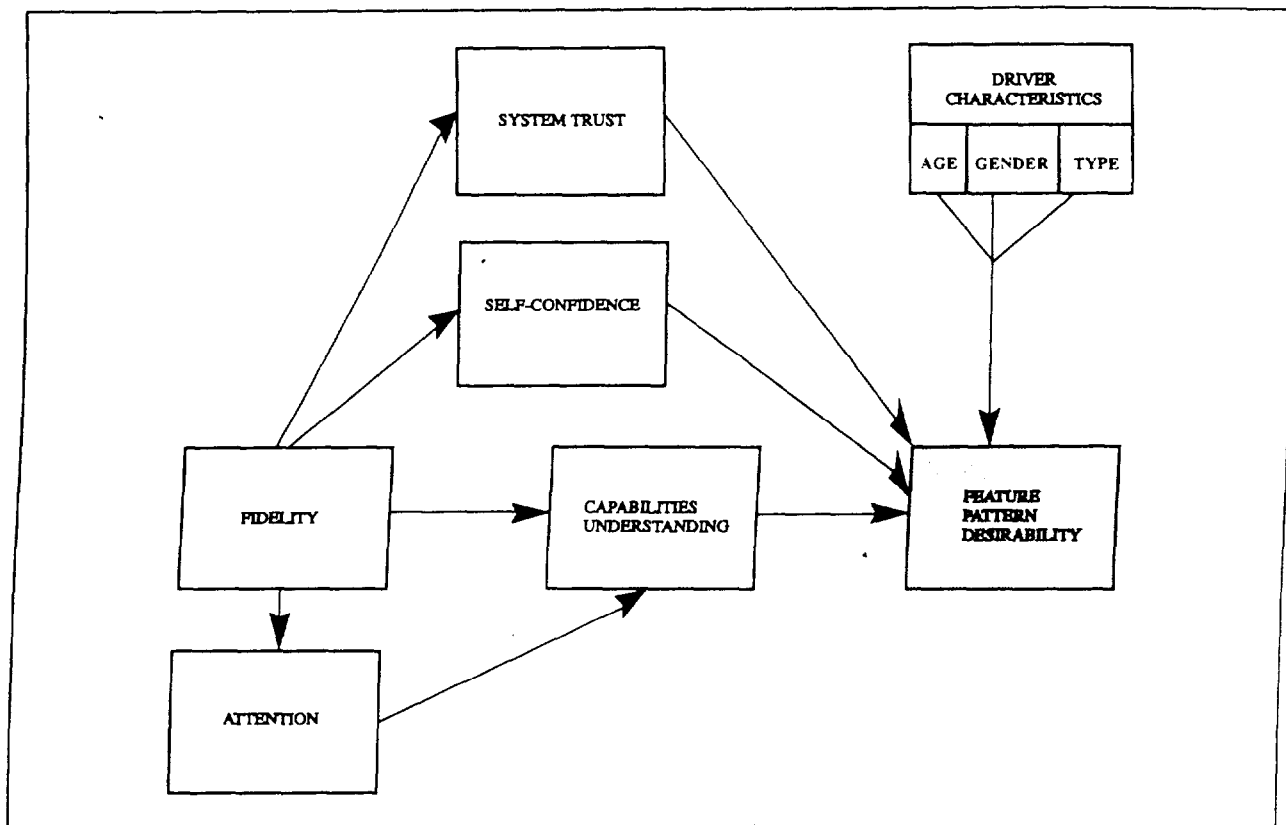 SYSTEM TRUST
DRIVER
CHARACTERISTICS
AGE GENDER TYPE
SELF-CONFIDENCE
FIDELITY
CAPABILITIES
UNDERSTANDING
FEATURE
PATTERN
DESIRABILITY
ATTENTION